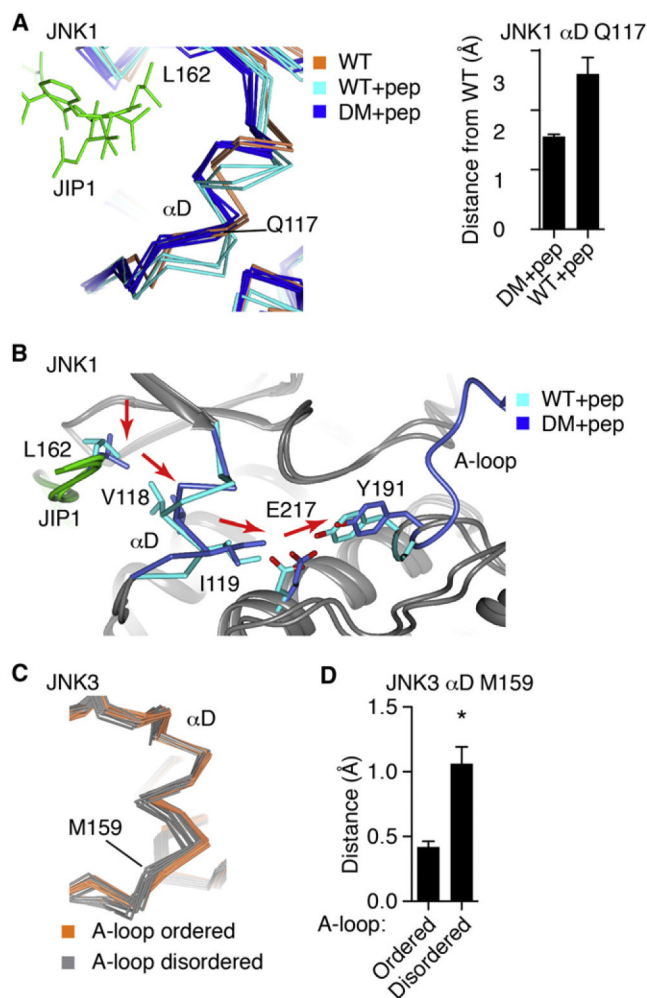 A
JNK1
L162
JIP1
αD
Q117
WT
WT+pep
DM+pep
JNK1 αD Q117
Distance from WT (Å)
3
2
1
0
DM+pep
WT+pep
B
JNK1
L162
JIP1
V118
αD
I119
E217
Y191
A-loop
WT+pep
DM+pep
C
JNK3
αD
M159
A-loop ordered
A-loop disordered
D
JNK3 αD M159
Distance (Å)
1.5
1.0
0.5
0.0
*
A-loop:
Ordered
Disordered